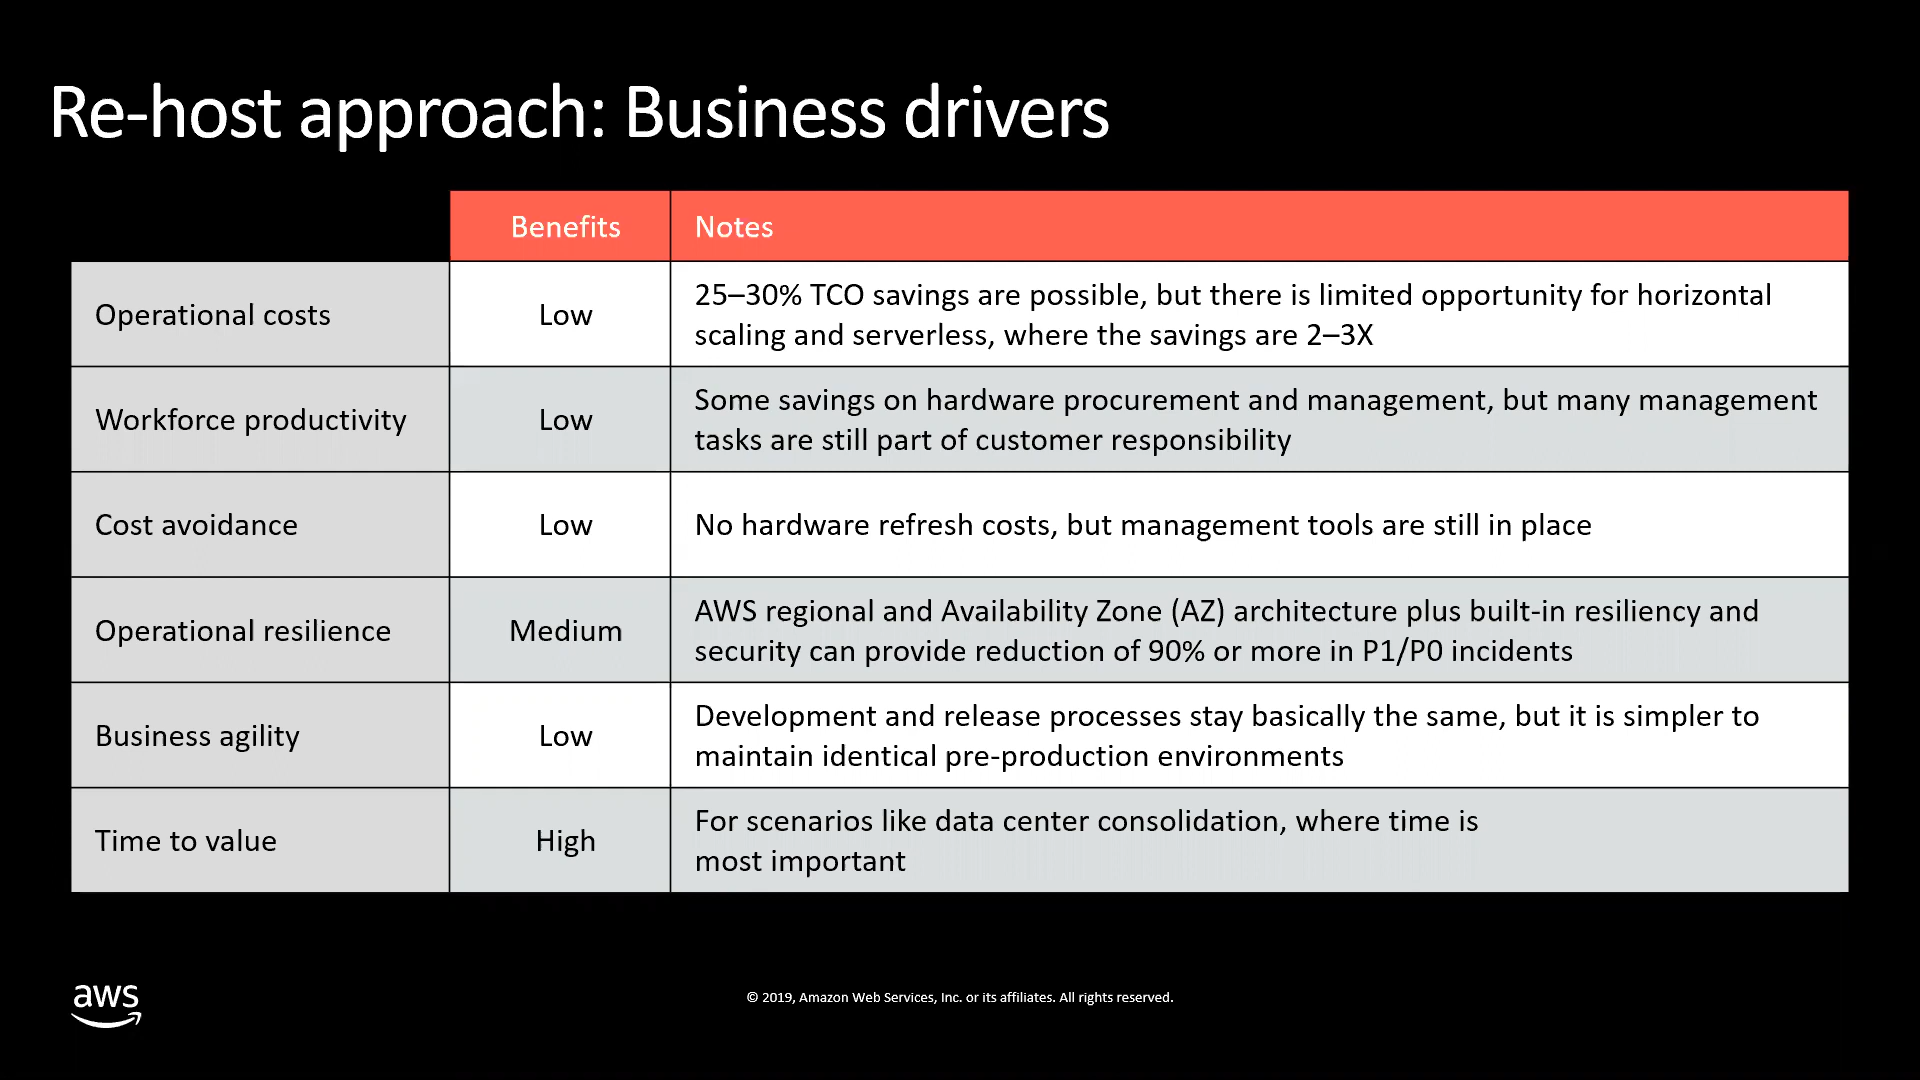 Re-host approach: Business drivers
Benefits
Notes
Operational costs
Low
25–30% TCO savings are possible, but there is limited opportunity for horizontal
scaling and serverless, where the savings are 2–3X
Workforce productivity
Low
Some savings on hardware procurement and management, but many management
tasks are still part of customer responsibility
Cost avoidance
Low
No hardware refresh costs, but management tools are still in place
Operational resilience
Medium
AWS regional and Availability Zone (AZ) architecture plus built-in resiliency and
security can provide reduction of 90% or more in P1/P0 incidents
Business agility
Low
Development and release processes stay basically the same, but it is simpler to
maintain identical pre-production environments
Time to value
High
For scenarios like data center consolidation, where time is
most important
aws
© 2019, Amazon Web Services, Inc. or its affiliates. All rights reserved.